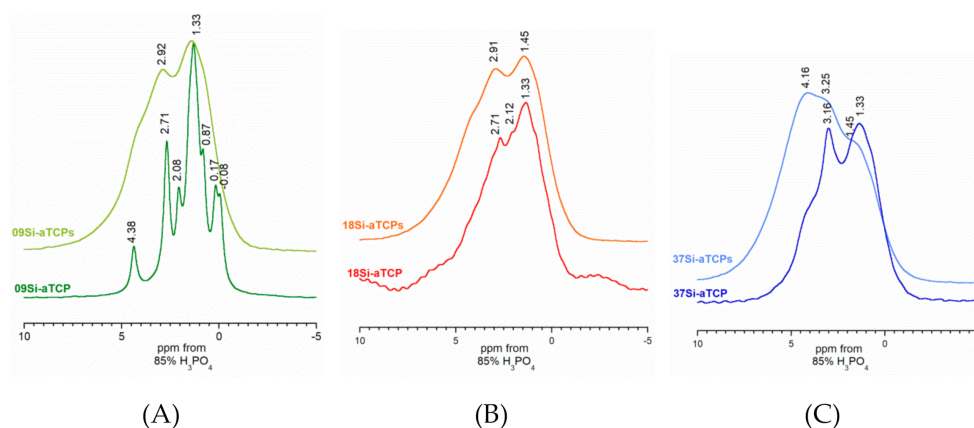 1.33
2.92
2.71
0.87
2.08
0.17
-0.08
4.38
09Si-aTCPs
09Si-aTCP
10
5
0
-5
ppm from
85% H3PO4
(A)
1.45
2.91
1.33
2.71
2.12
18Si-aTCPs
18Si-aTCP
10
5
0
-5
ppm from
85% H3PO4
(B)
4.16
3.25
3.16
1.45
1.33
37Si-aTCPs
37Si-aTCP
10
5
0
ppm from
85% H3PO4
(C)